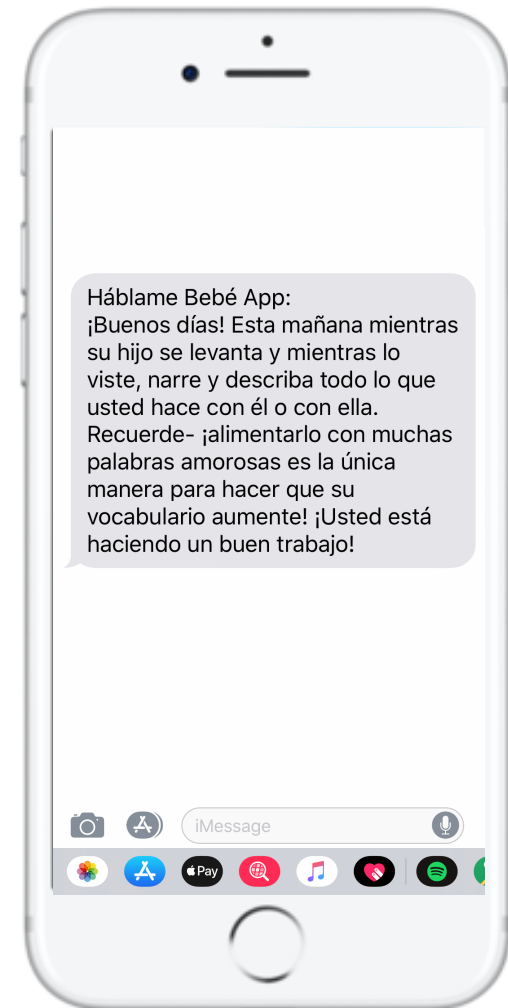 Háblame Bebé App:
¡Buenos días! Esta mañana mientras
su hijo se levanta y mientras lo
viste, narre y describa todo lo que
usted hace con él o con ella.
Recuerde- ¡alimentarlo con muchas
palabras amorosas es la única
manera para hacer que su
vocabulario aumente! ¡Usted está
haciendo un buen trabajo!
iMessage
Pay